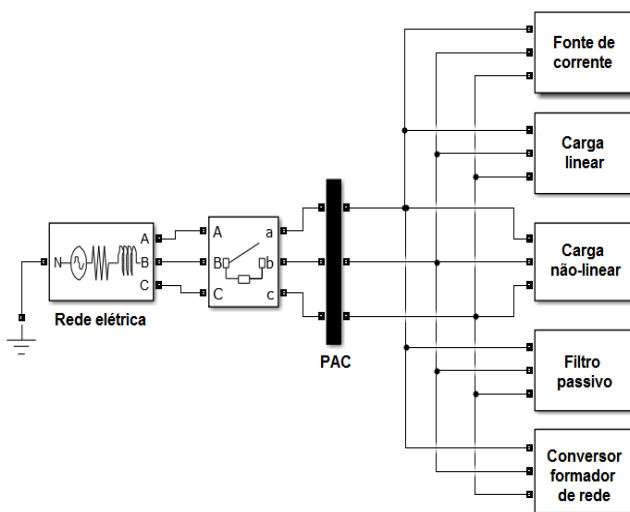 Fonte de
corrente
Carga
linear
Carga
não-linear
Filtro
passivo
Conversor
formador
de rede
N
A
B
C
Rede elétrica
A
B
C
a
b
c
PAC